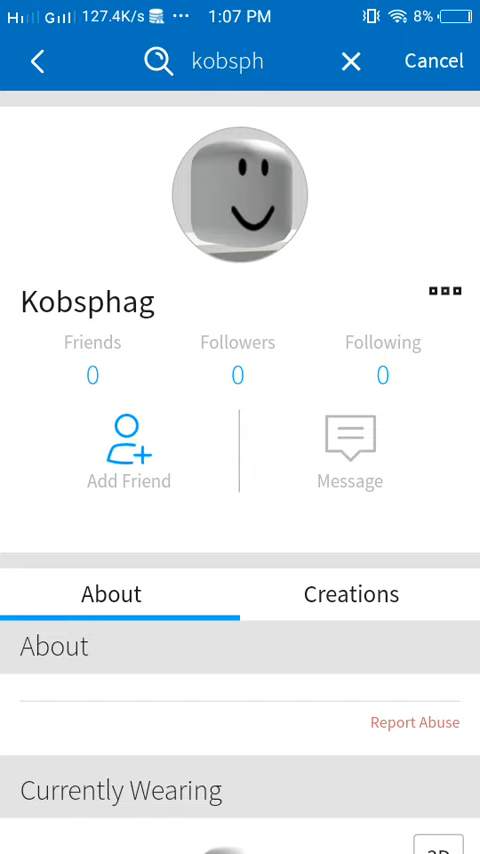 127.4K/s 1:07 PM 8%
kobsph Cancel
Kobsphag
Friends Followers Following
0 0 0
Add Friend Message
About Creations
About
Report Abuse
Currently Wearing